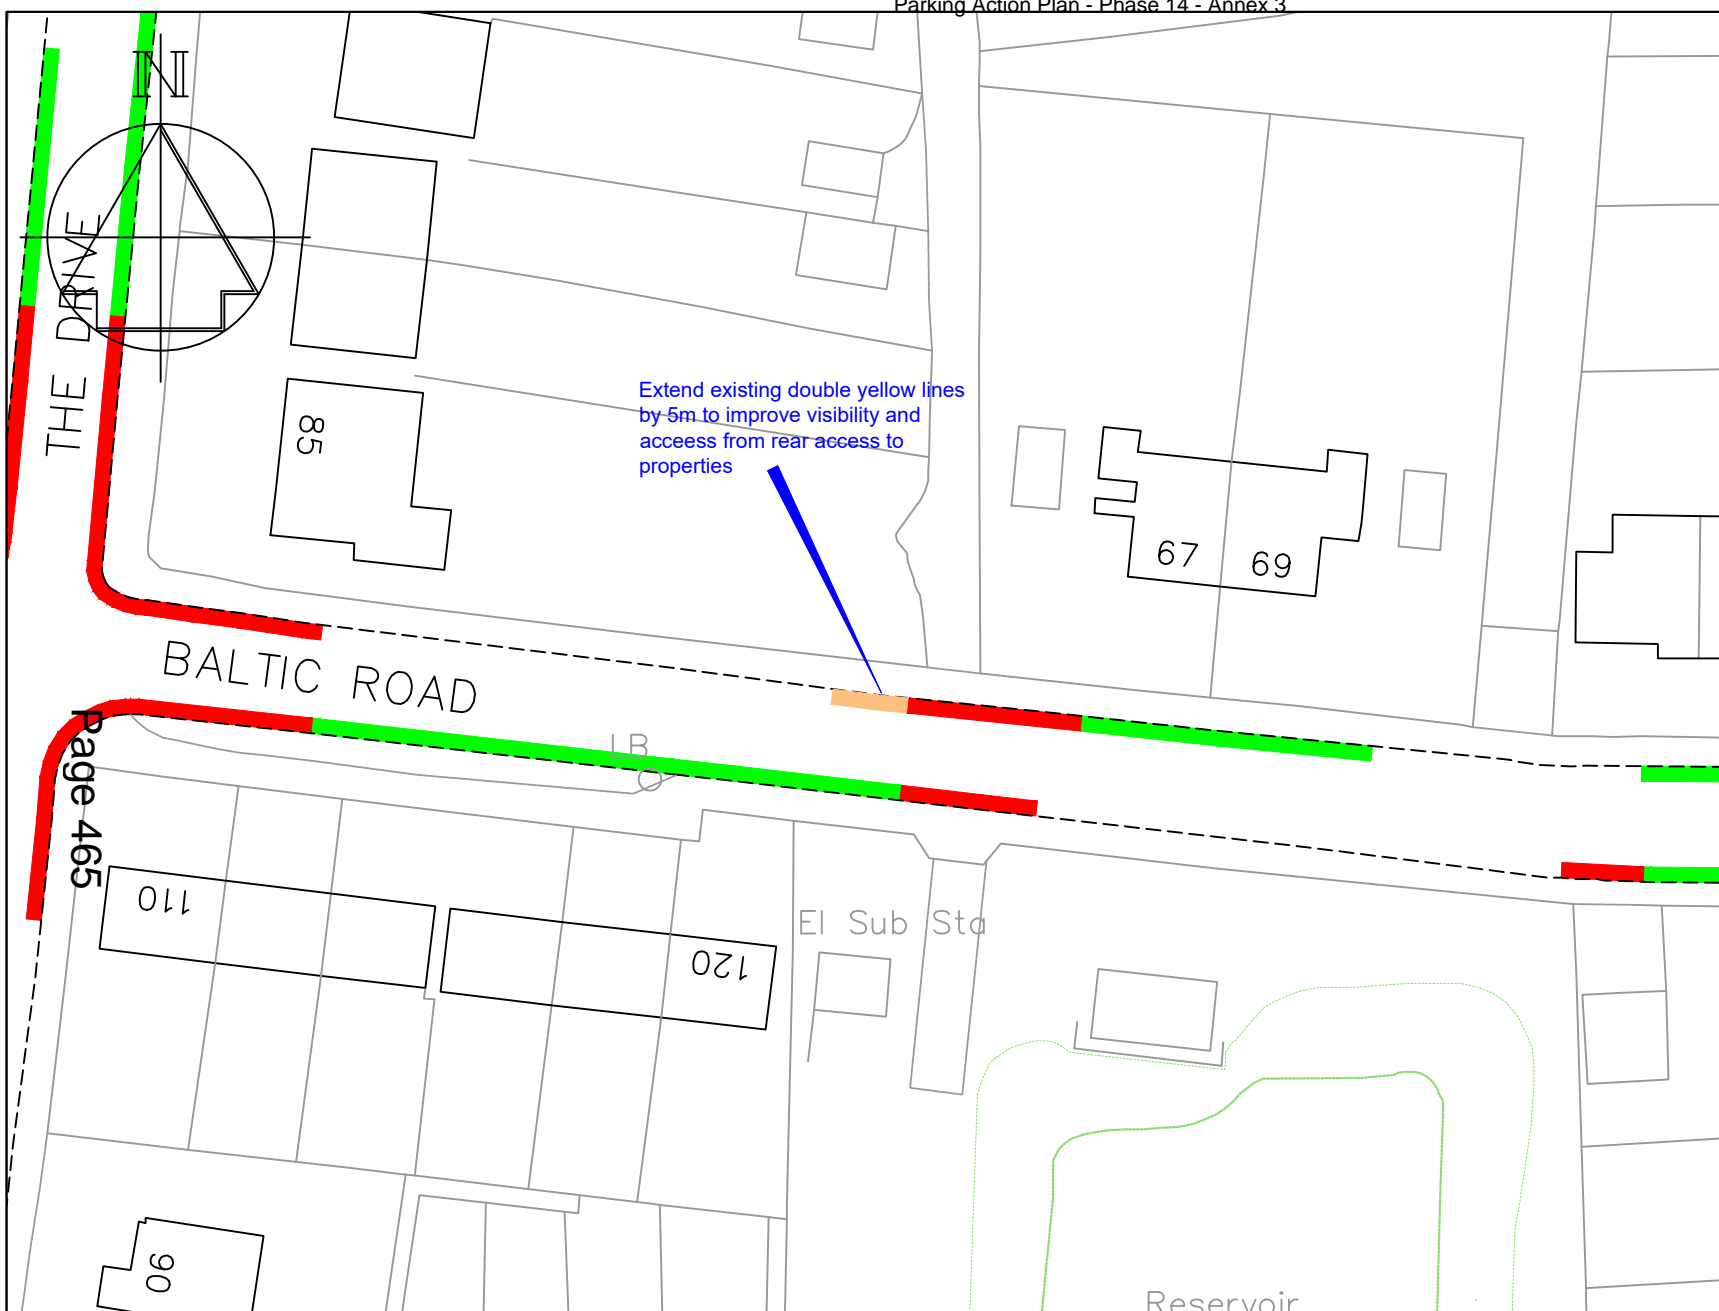 Parking Action Plan - Phase 14 - Annex 3
N
THE DRIVE
85
Extend existing double yellow lines
by 5m to improve visibility and
acceess from rear access to
properties
67
69
BALTIC ROAD
LB
Page 465
110
120
El Sub Sta
90
Reservoir